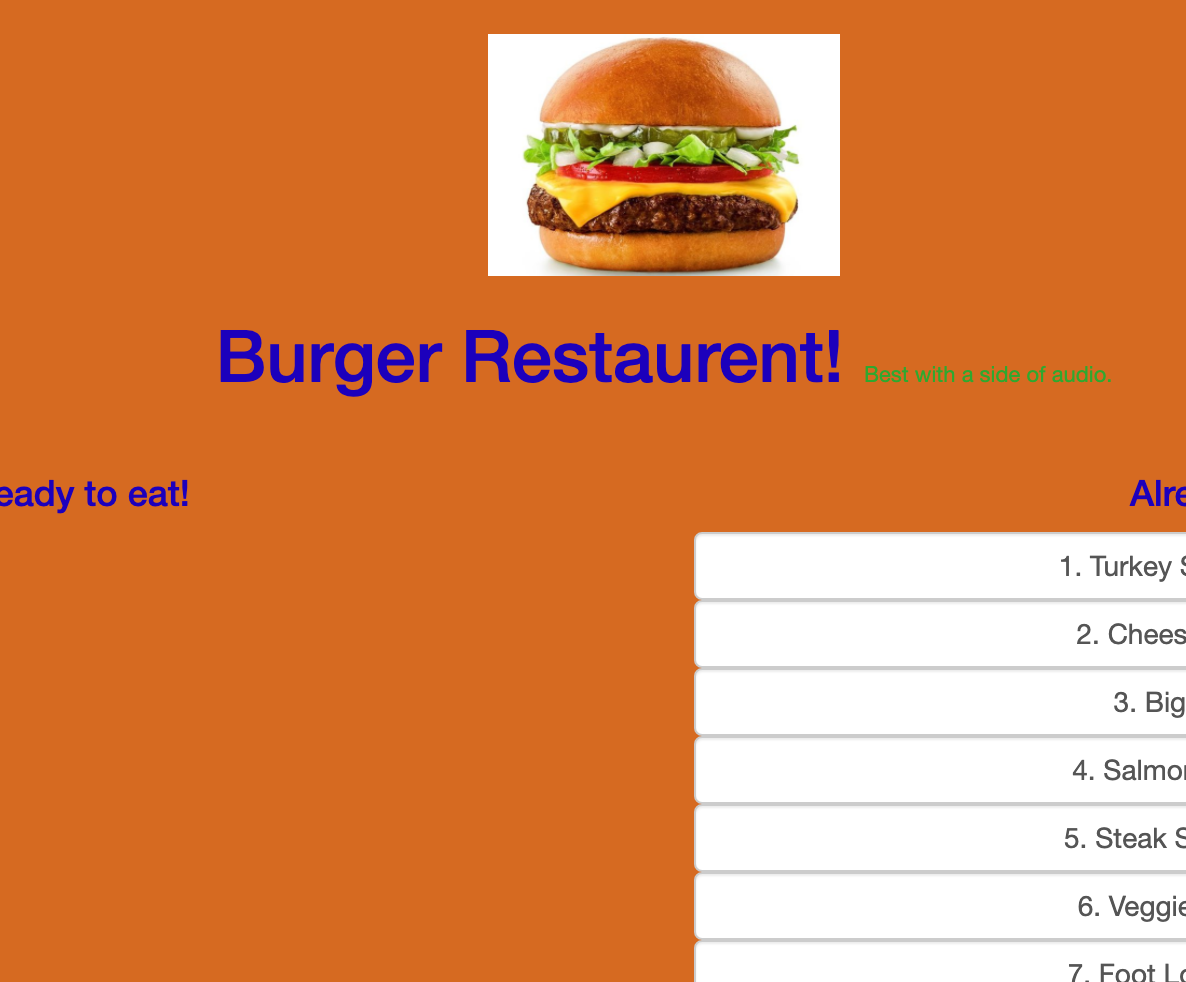 Burger Restaurent! Best with a side of audio.
eady to eat! Alre
1. Turkey S
2. Chees
3. Big
4. Salmon
5. Steak S
6. Veggie
7. Foot Lo